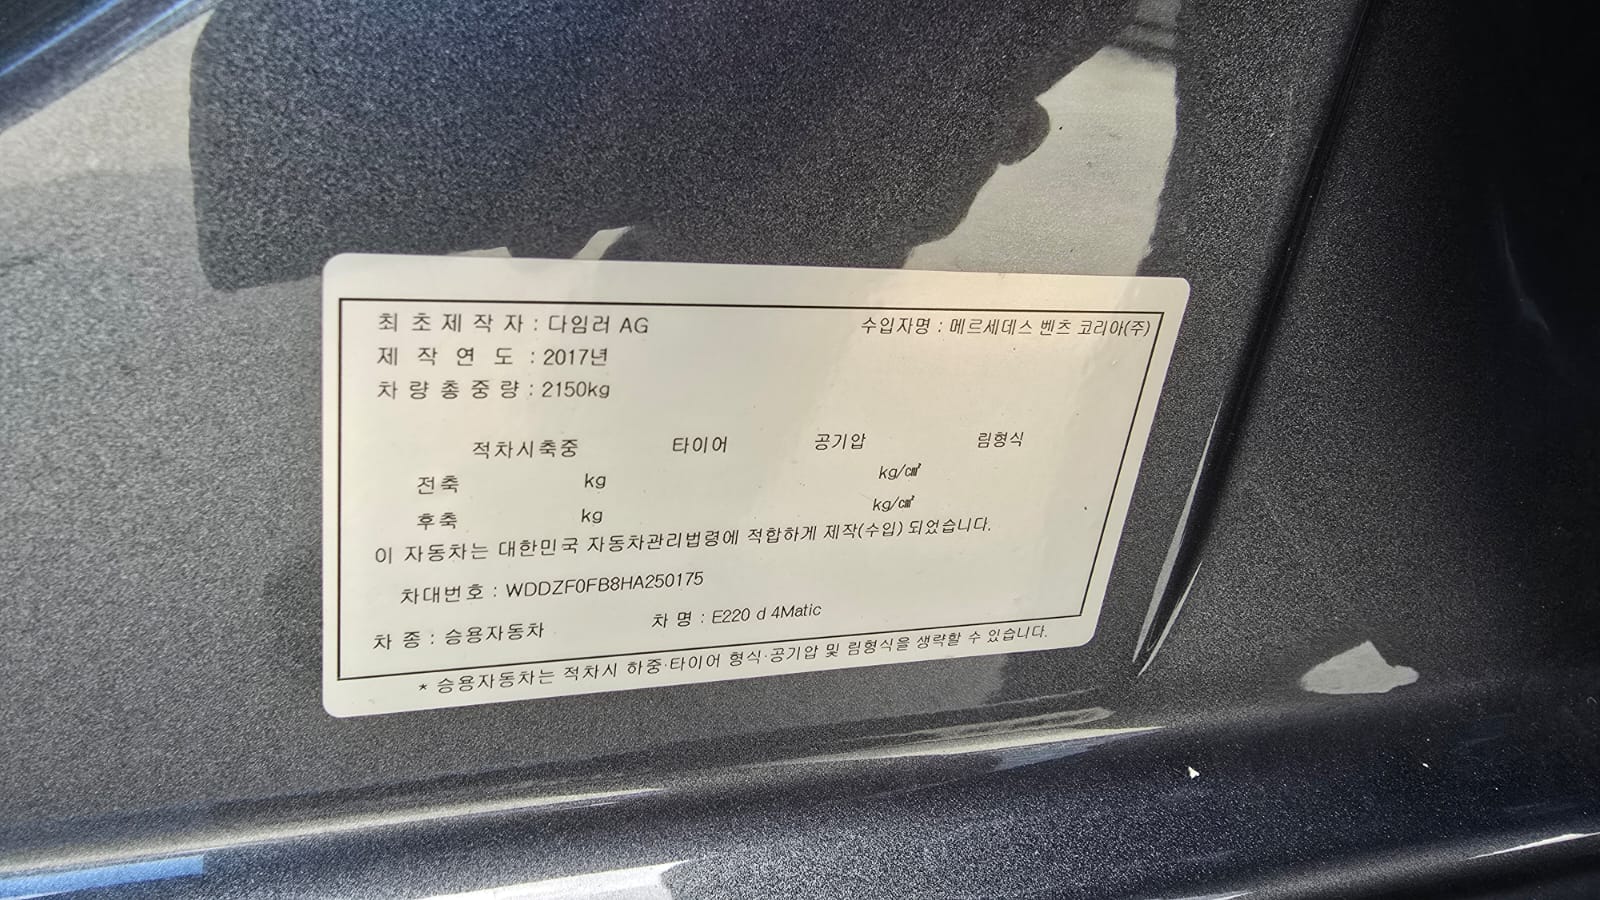 최초제작자 : 다임러 AG 수입자명 : 메르세데스 벤츠 코리아(주)
제작연도 : 2017년
차량총중량 : 2150kg
적차시축중 타이어 공기압 림형식
전축 kg kg/㎠
후축 kg kg/㎠
이 자동차는 대한민국 자동차관리법령에 적합하게 제작(수입) 되었습니다.
차대번호 : WDDZF0FB8HA250175
차종 : 승용자동차 차명 : E220 d 4Matic
* 승용자동차는 적차시 하중·타이어 형식·공기압 및 림형식을 생략할 수 있습니다.